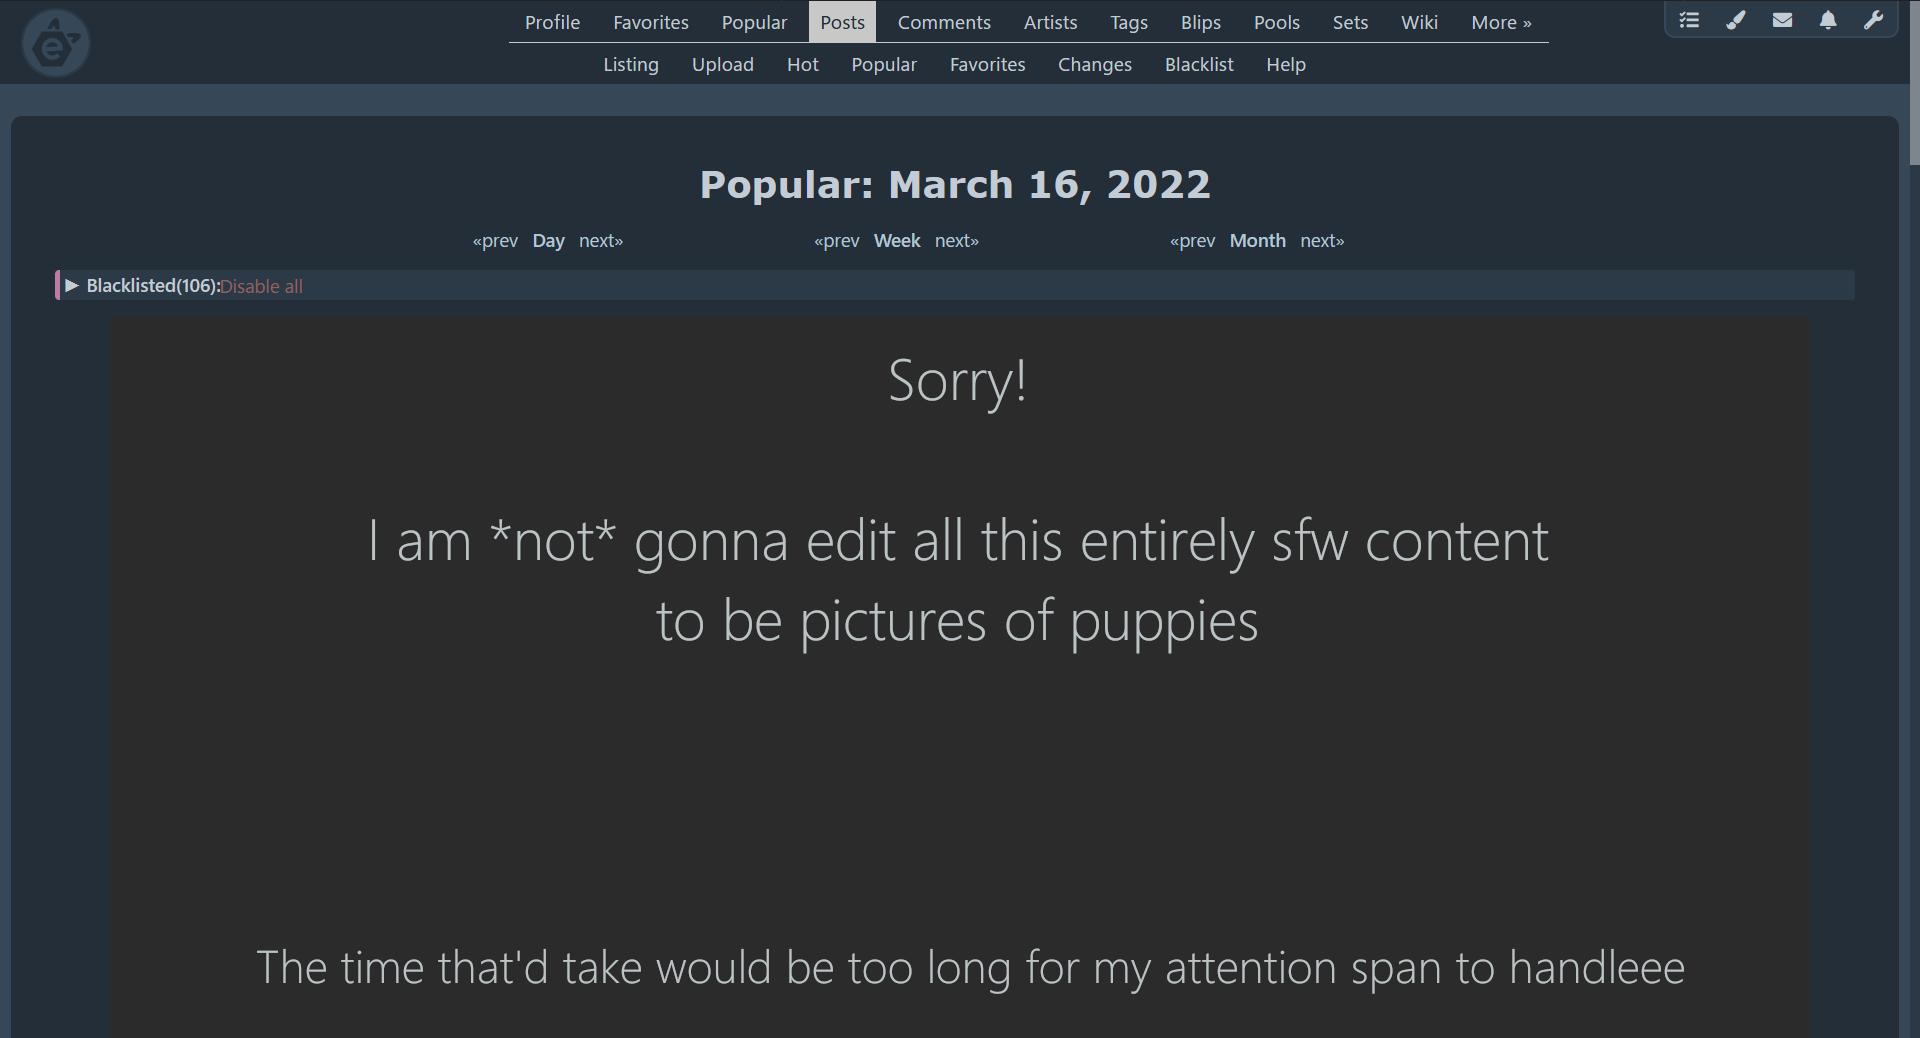 Profile Favorites Popular Posts Comments Artists Tags Blips Pools Sets Wiki More »
Listing Upload Hot Popular Favorites Changes Blacklist Help
Popular: March 16, 2022
«prev Day next» «prev Week next» «prev Month next»
▶ Blacklisted(106):Disable all
Sorry!
I am *not* gonna edit all this entirely sfw content
to be pictures of puppies
The time that'd take would be too long for my attention span to handleee